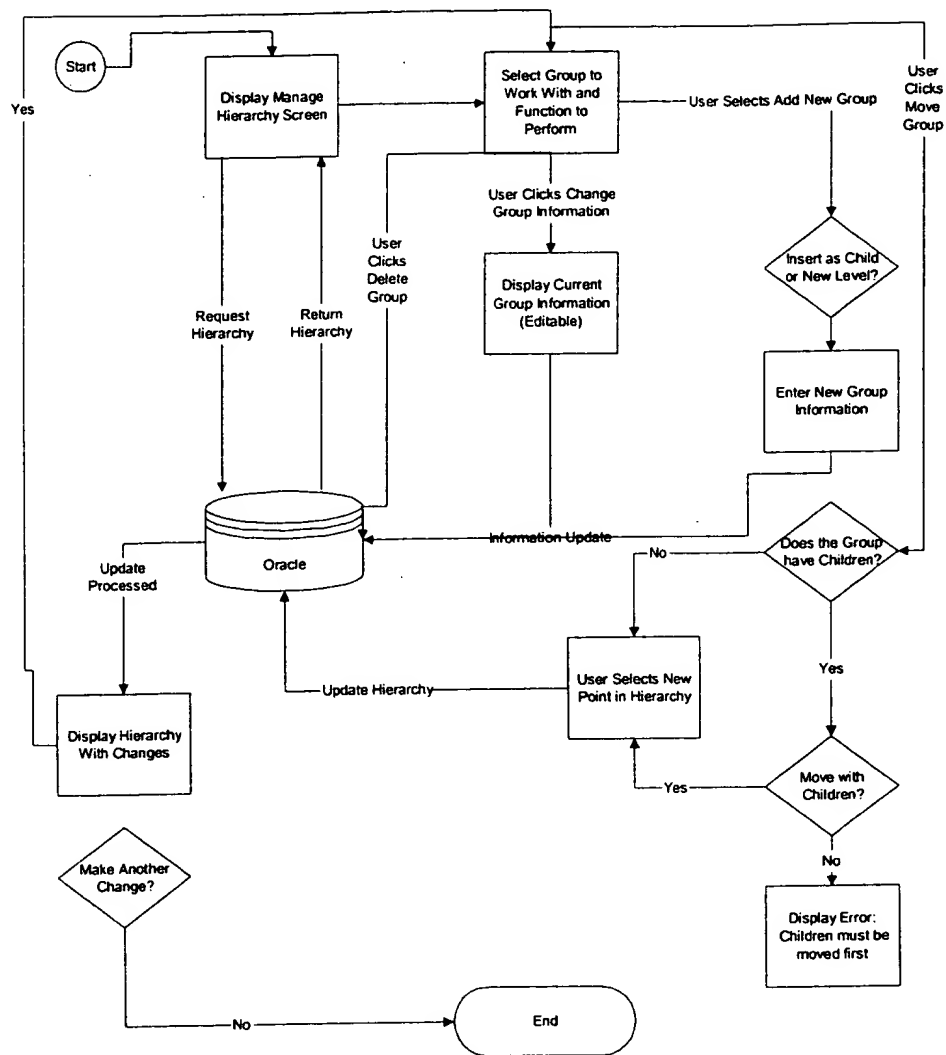 Start
Yes
Display Manage
Hierarchy Screen
Select Group to
Work With and
Function to
Perform
User Selects Add New Group
User
Clicks
Move
Group
User Clicks Change
Group Information
User
Clicks
Delete
Group
Insert as Child
or New Level?
Display Current
Group Information
(Editable)
Request
Hierarchy
Return
Hierarchy
Enter New Group
Information
Oracle
Information Update
Does the Group
have Children?
No
Update
Processed
Yes
User Selects New
Point in Hierarchy
Update Hierarchy
Display Hierarchy
With Changes
Move with
Children?
Yes
No
Make Another
Change?
Display Error:
Children must be
moved first
No
End